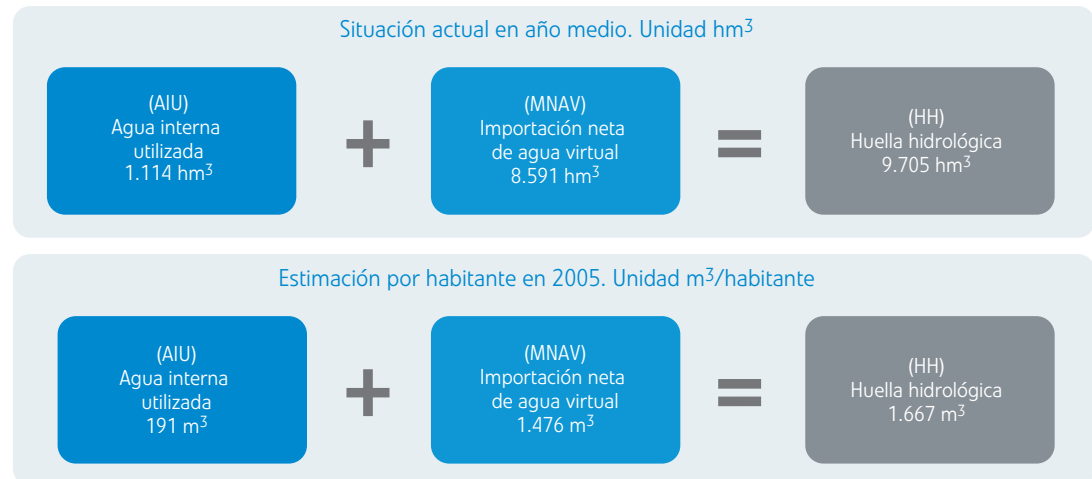 Situación actual en año medio. Unidad hm³
(AIU)
Agua interna
utilizada
1.114 hm³
+
(MNAV)
Importación neta
de agua virtual
8.591 hm³
=
(HH)
Huella hidrológica
9.705 hm³
Estimación por habitante en 2005. Unidad m³/habitante
(AIU)
Agua interna
utilizada
191 m³
+
(MNAV)
Importación neta
de agua virtual
1.476 m³
=
(HH)
Huella hidrológica
1.667 m³